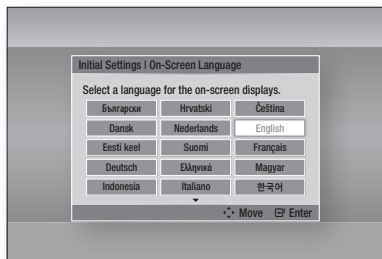 Initial Settings | On-Screen Language
Select a language for the on-screen displays.
Български Hrvatski Čeština
Dansk Nederlands English
Eesti keel Suomi Français
Deutsch Ελληνικά Magyar
Indonesia Italiano 한국어
Move Enter